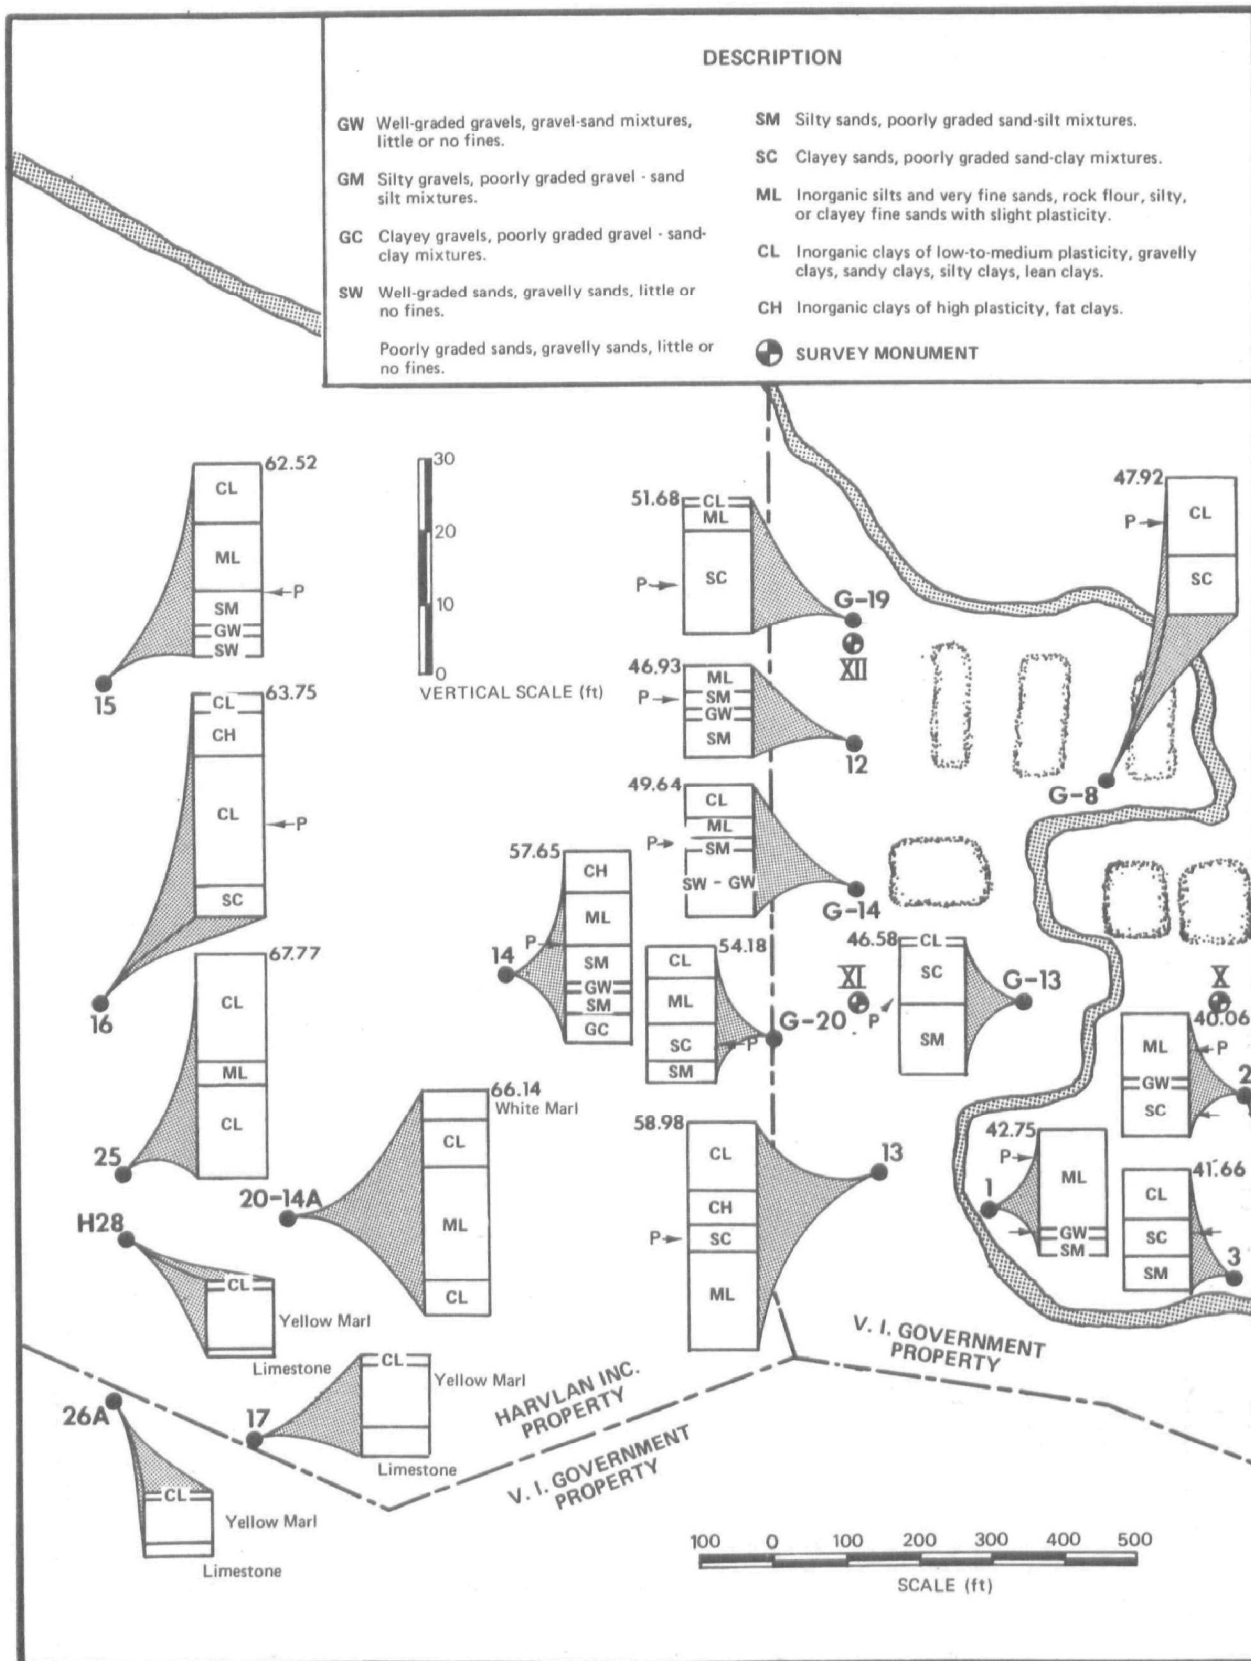 DESCRIPTION
GW Well-graded gravels, gravel-sand mixtures,
little or no fines.
GM Silty gravels, poorly graded gravel - sand
silt mixtures.
GC Clayey gravels, poorly graded gravel - sand-
clay mixtures.
SW Well-graded sands, gravelly sands, little or
no fines.
Poorly graded sands, gravelly sands, little or
no fines.
SM Silty sands, poorly graded sand-silt mixtures.
SC Clayey sands, poorly graded sand-clay mixtures.
ML Inorganic silts and very fine sands, rock flour, silty,
or clayey fine sands with slight plasticity.
CL Inorganic clays of low-to-medium plasticity, gravelly
clays, sandy clays, silty clays, lean clays.
CH Inorganic clays of high plasticity, fat clays.
SURVEY MONUMENT
62.52
CL
ML
P
SM
GW
SW
15
30
20
10
0
VERTICAL SCALE (ft)
51.68
CL
ML
SC
P
G-19
XII
47.92
P
CL
SC
G-8
46.93
ML
P
SM
GW
SM
12
63.75
CL
CH
CL
P
SC
16
49.64
CL
ML
P
SM
SW - GW
G-14
57.65
CH
ML
P
SM
GW
SM
GC
14
54.18
CL
ML
SC
P
SM
G-20
46.58
CL
SC
P
SM
G-13
XI
X
67.77
CL
ML
CL
25
40.06
ML
P
GW
SC
2
66.14
White Marl
CL
ML
CL
20-14A
58.98
CL
CH
P
SC
ML
13
42.75
P
ML
GW
SM
1
41.66
CL
SC
SM
3
H28
CL
Yellow Marl
Limestone
CL
Yellow Marl
Limestone
17
26A
CL
Yellow Marl
Limestone
HARVLAN INC.
PROPERTY
V. I. GOVERNMENT
PROPERTY
V. I. GOVERNMENT
PROPERTY
100 0 100 200 300 400 500
SCALE (ft)